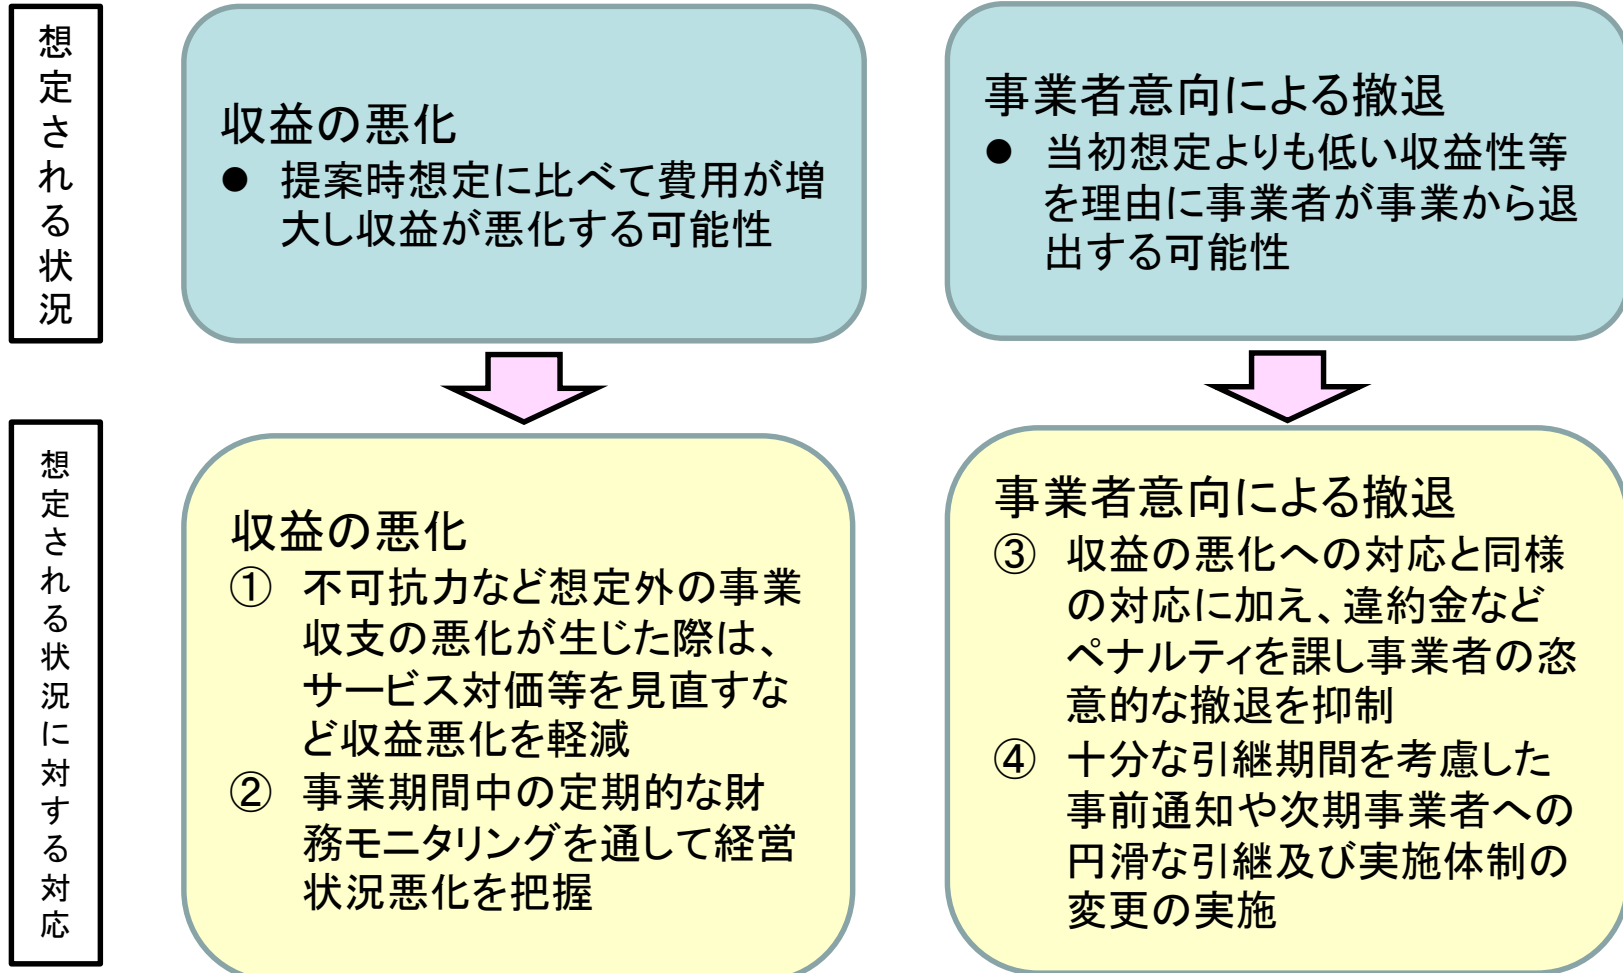 想定される状況
収益の悪化
● 提案時想定に比べて費用が増
大し収益が悪化する可能性
事業者意向による撤退
● 当初想定よりも低い収益性等
を理由に事業者が事業から退
出する可能性
想定される状況に対する対応
収益の悪化
① 不可抗力など想定外の事業
収支の悪化が生じた際は、
サービス対価等を見直すな
ど収益悪化を軽減
② 事業期間中の定期的な財
務モニタリングを通して経営
状況悪化を把握
事業者意向による撤退
③ 収益の悪化への対応と同様
の対応に加え、違約金など
ペナルティを課し事業者の恣
意的な撤退を抑制
④ 十分な引継期間を考慮した
事前通知や次期事業者への
円滑な引継及び実施体制の
変更の実施